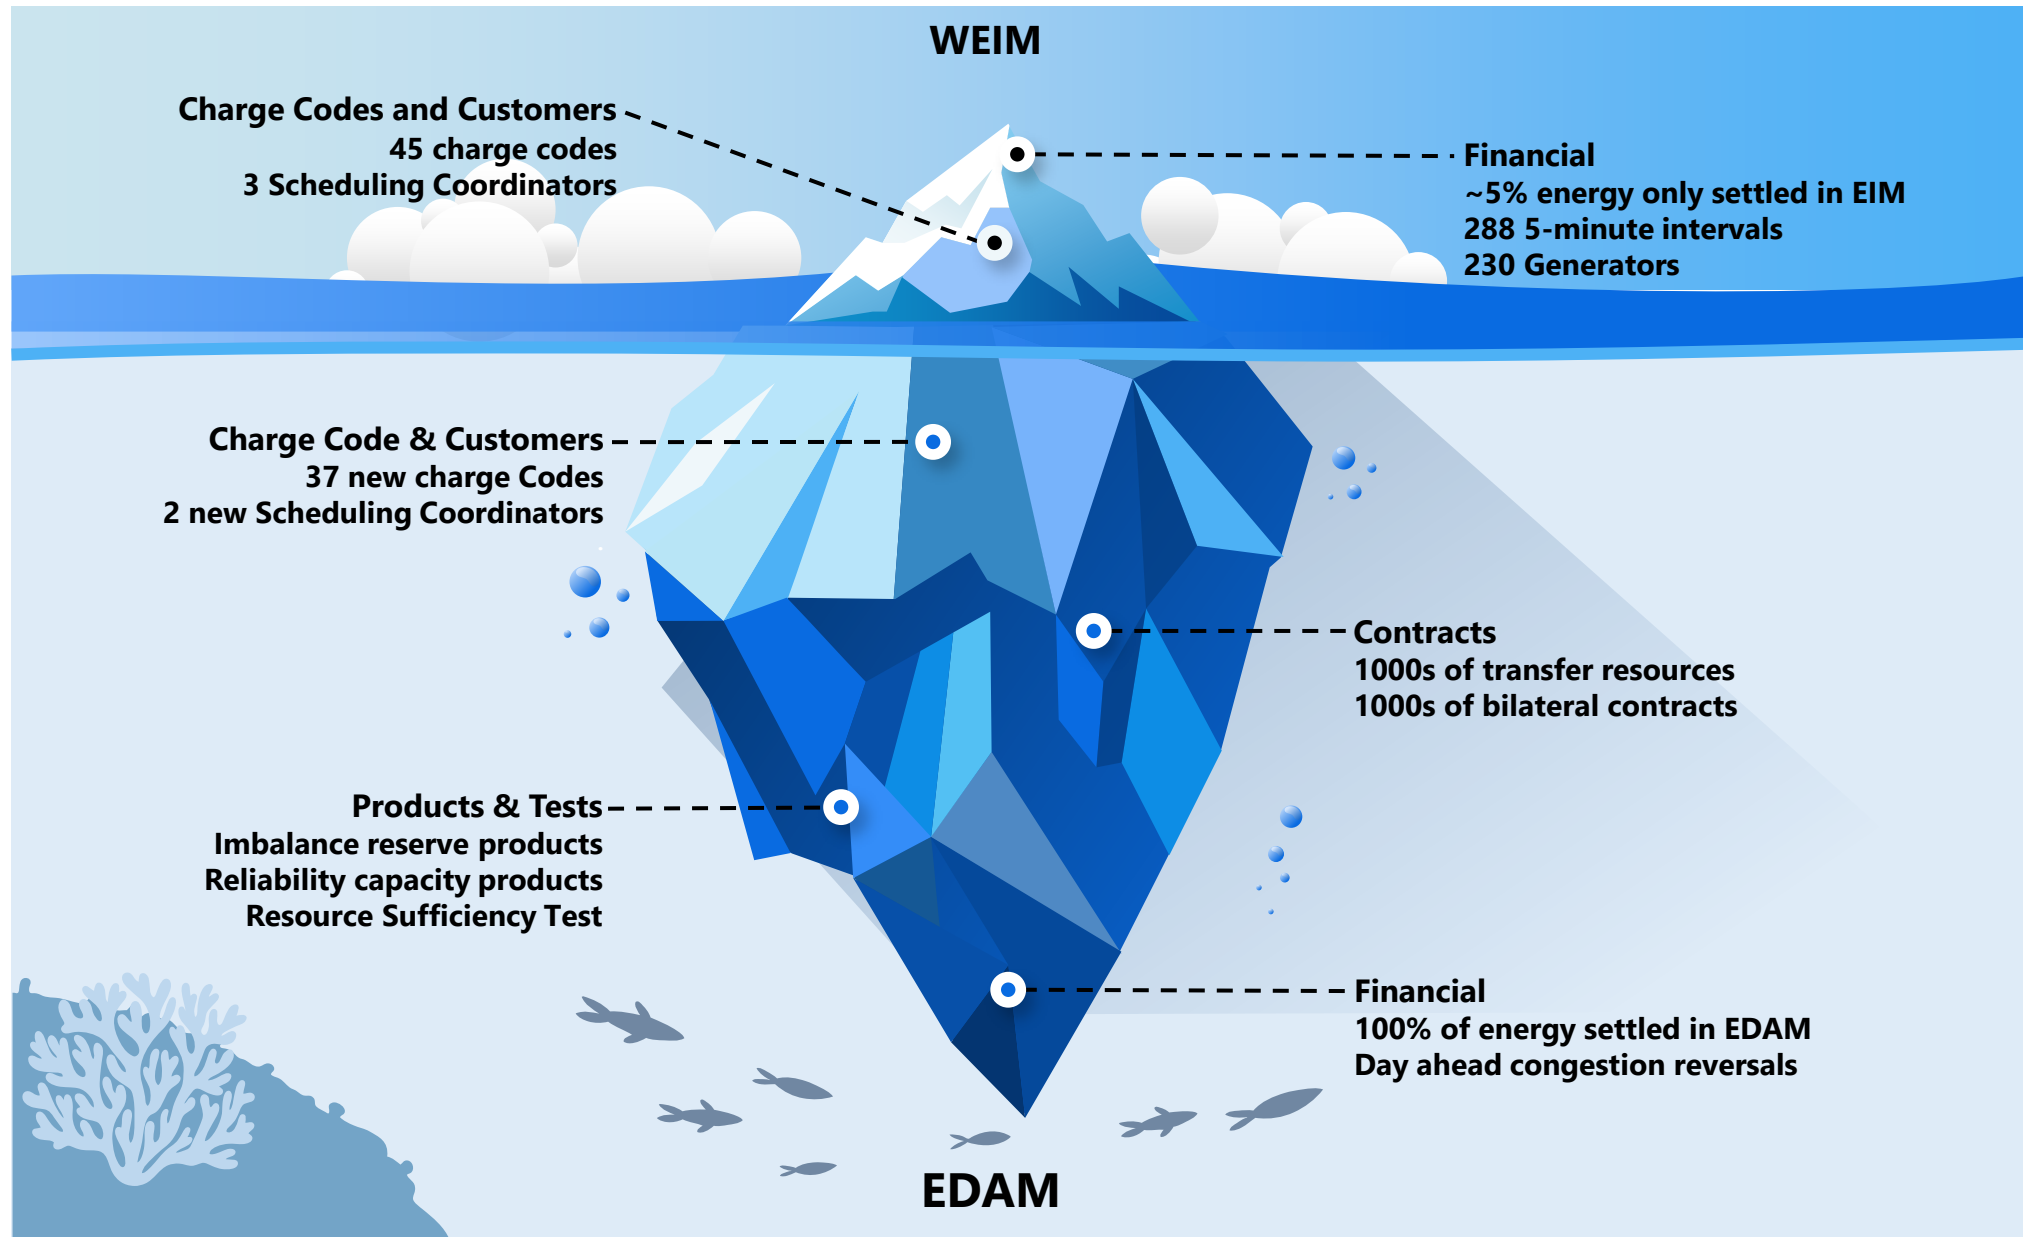 WEIM
Charge Codes and Customers
45 charge codes
3 Scheduling Coordinators
Financial
~5% energy only settled in EIM
288 5-minute intervals
230 Generators
Charge Code & Customers
37 new charge Codes
2 new Scheduling Coordinators
Contracts
1000s of transfer resources
1000s of bilateral contracts
Products & Tests
Imbalance reserve products
Reliability capacity products
Resource Sufficiency Test
Financial
100% of energy settled in EDAM
Day ahead congestion reversals
EDAM